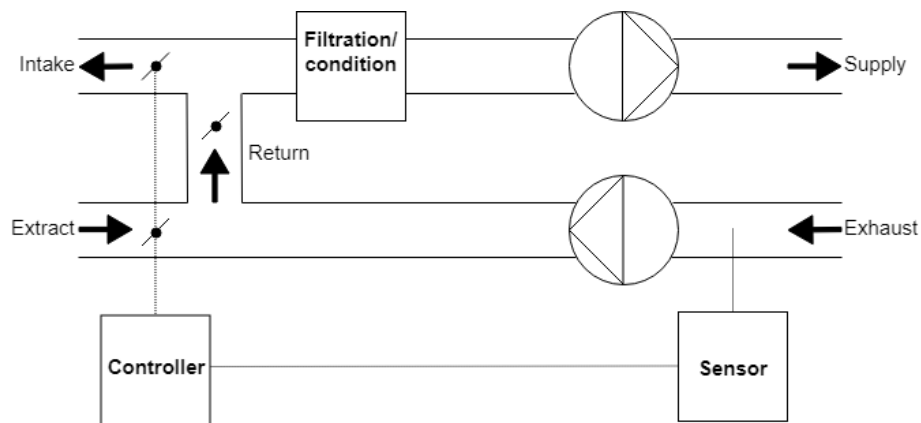 Filtration/
condition
Intake
Supply
Return
Extract
Exhaust
Controller
Sensor